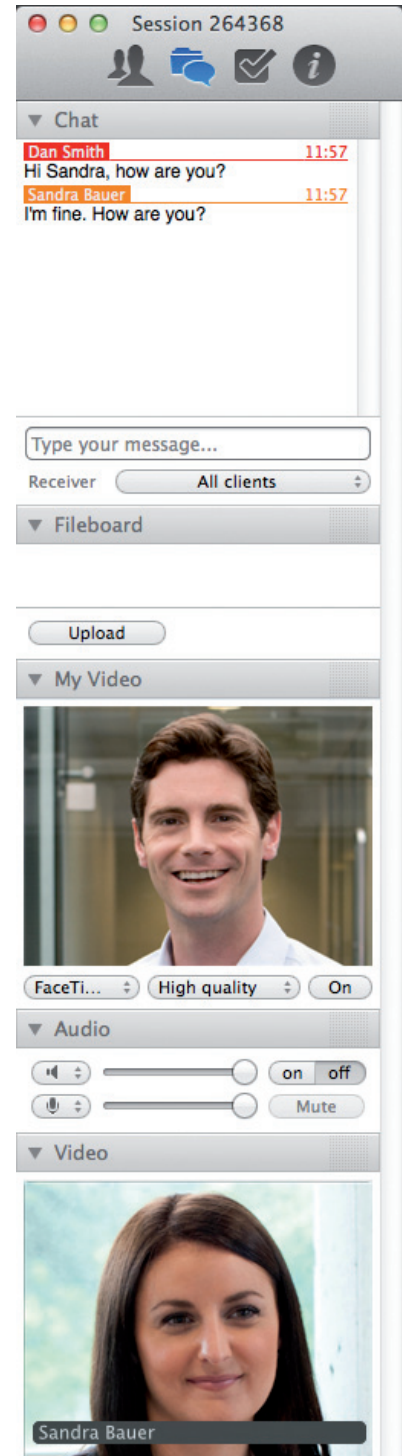 Session 264368
Chat
Dan Smith 11:57
Hi Sandra, how are you?
Sandra Bauer 11:57
I'm fine. How are you?
Type your message...
Receiver All clients
Fileboard
Upload
My Video
FaceTi... High quality On
Audio
on off
Mute
Video
Sandra Bauer